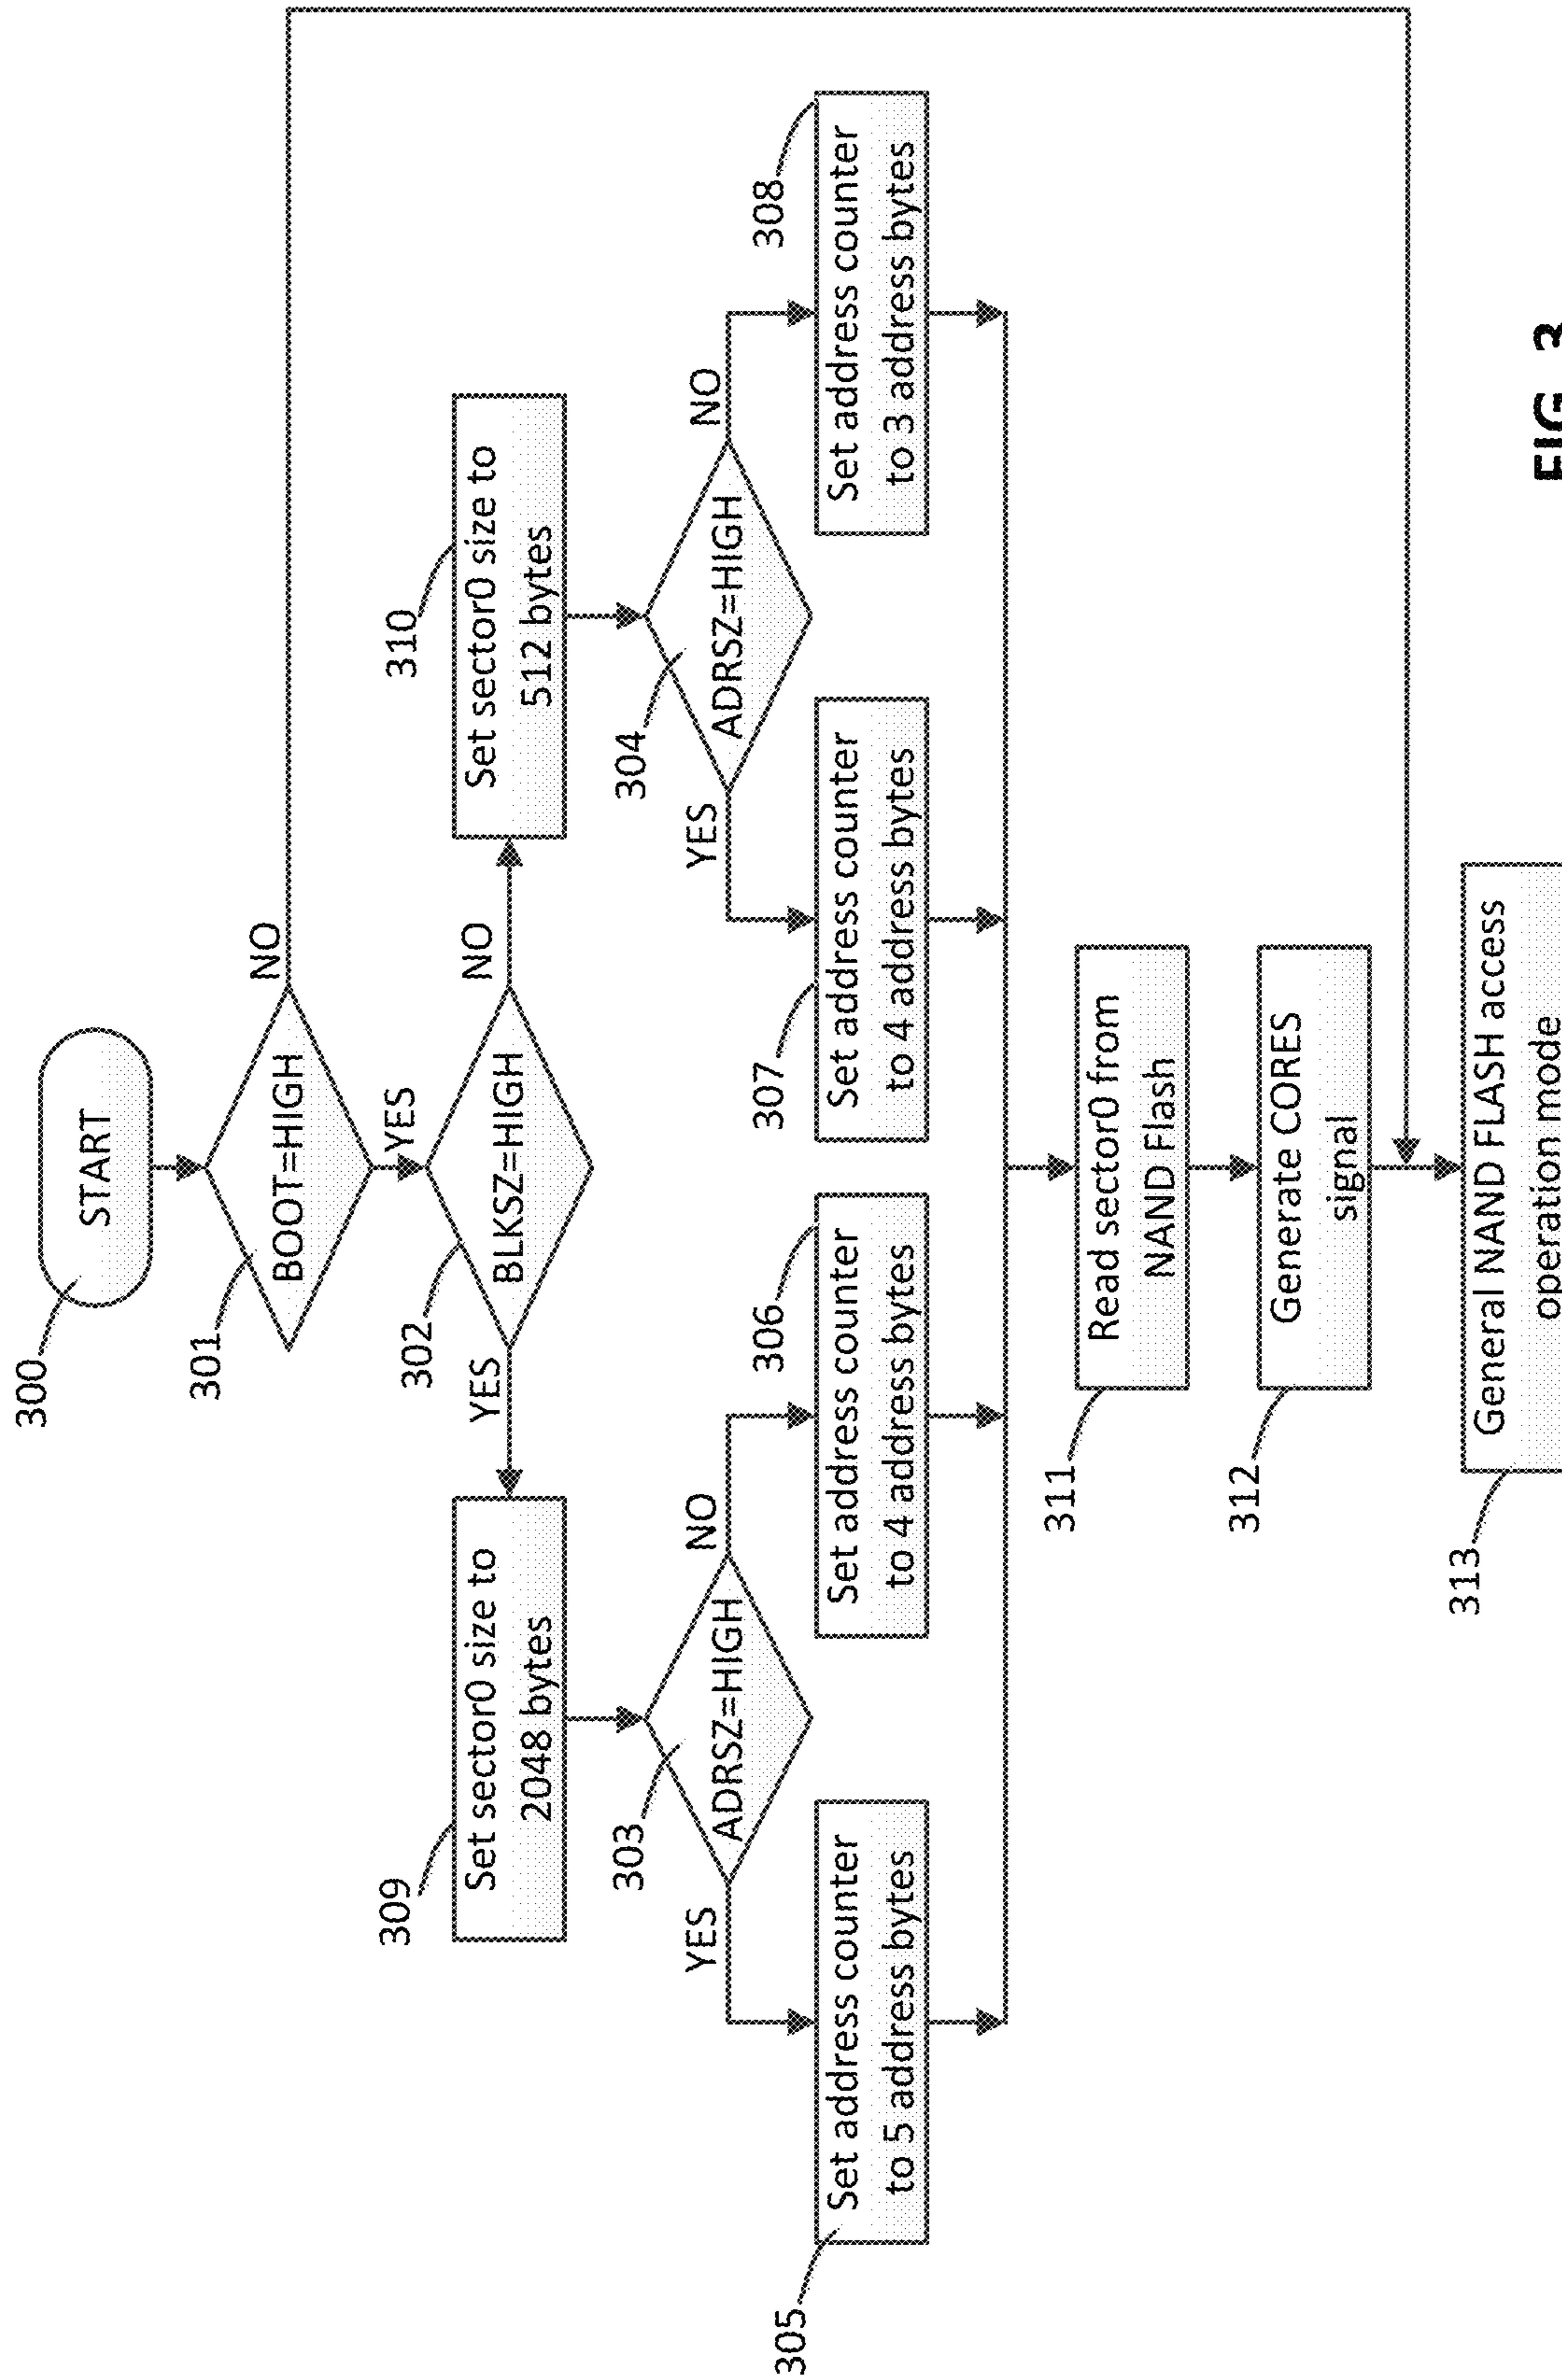 300
START
301
BOOT=HIGH
NO
YES
302
BLKSZ=HIGH
YES
NO
309
Set sector0 size to
2048 bytes
310
Set sector0 size to
512 bytes
303
ADRSZ=HIGH
YES
NO
304
ADRSZ=HIGH
YES
NO
305
Set address counter
to 5 address bytes
306
Set address counter
to 4 address bytes
307
Set address counter
to 4 address bytes
308
Set address counter
to 3 address bytes
311
Read sector0 from
NAND Flash
312
Generate CORES
signal
313
General NAND FLASH access
operation mode
FIG. 3